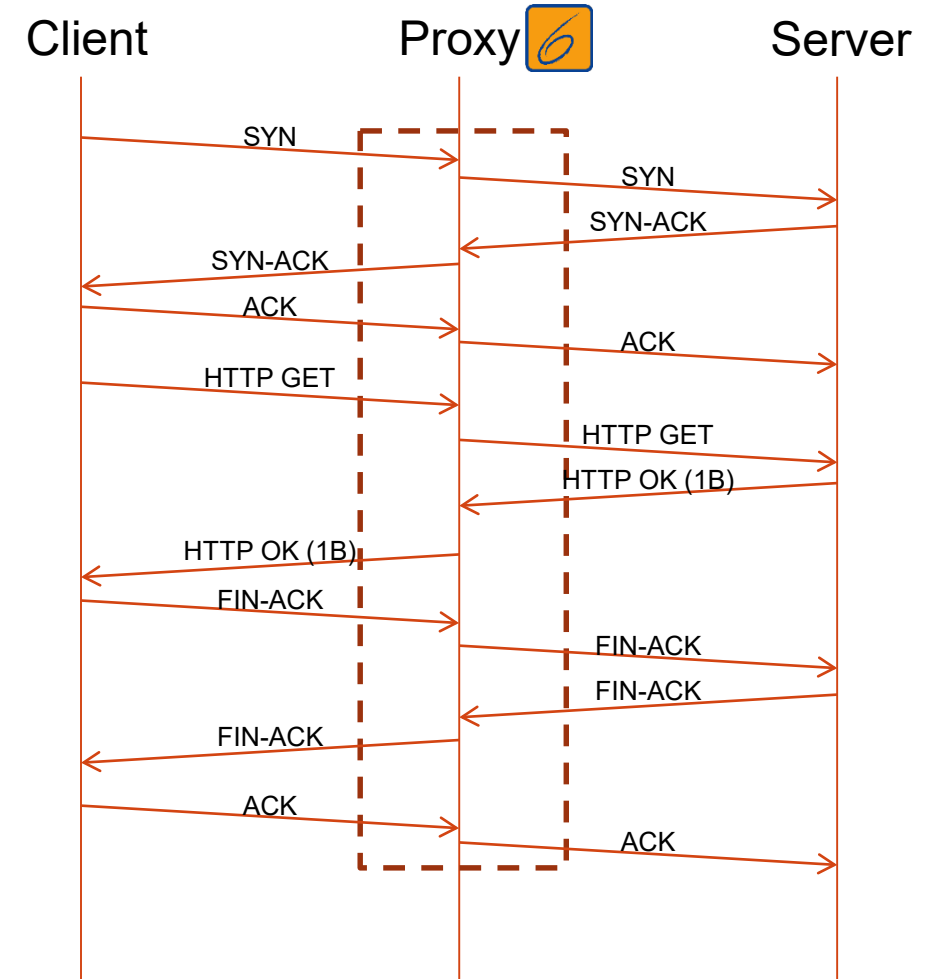 Client
Proxy 6
Server
SYN
SYN
SYN-ACK
SYN-ACK
ACK
ACK
HTTP GET
HTTP GET
HTTP OK (1B)
HTTP OK (1B)
FIN-ACK
FIN-ACK
FIN-ACK
FIN-ACK
ACK
ACK